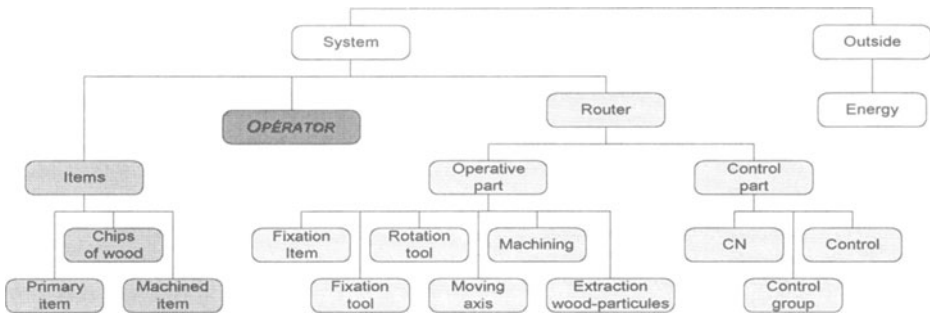 System
Outside
OPÉRATOR
Router
Energy
Items
Operative
part
Control
part
Chips
of wood
Fixation
Item
Rotation
tool
Machining
CN
Control
Primary
item
Machined
item
Fixation
tool
Moving
axis
Extraction
wood-particules
Control
group